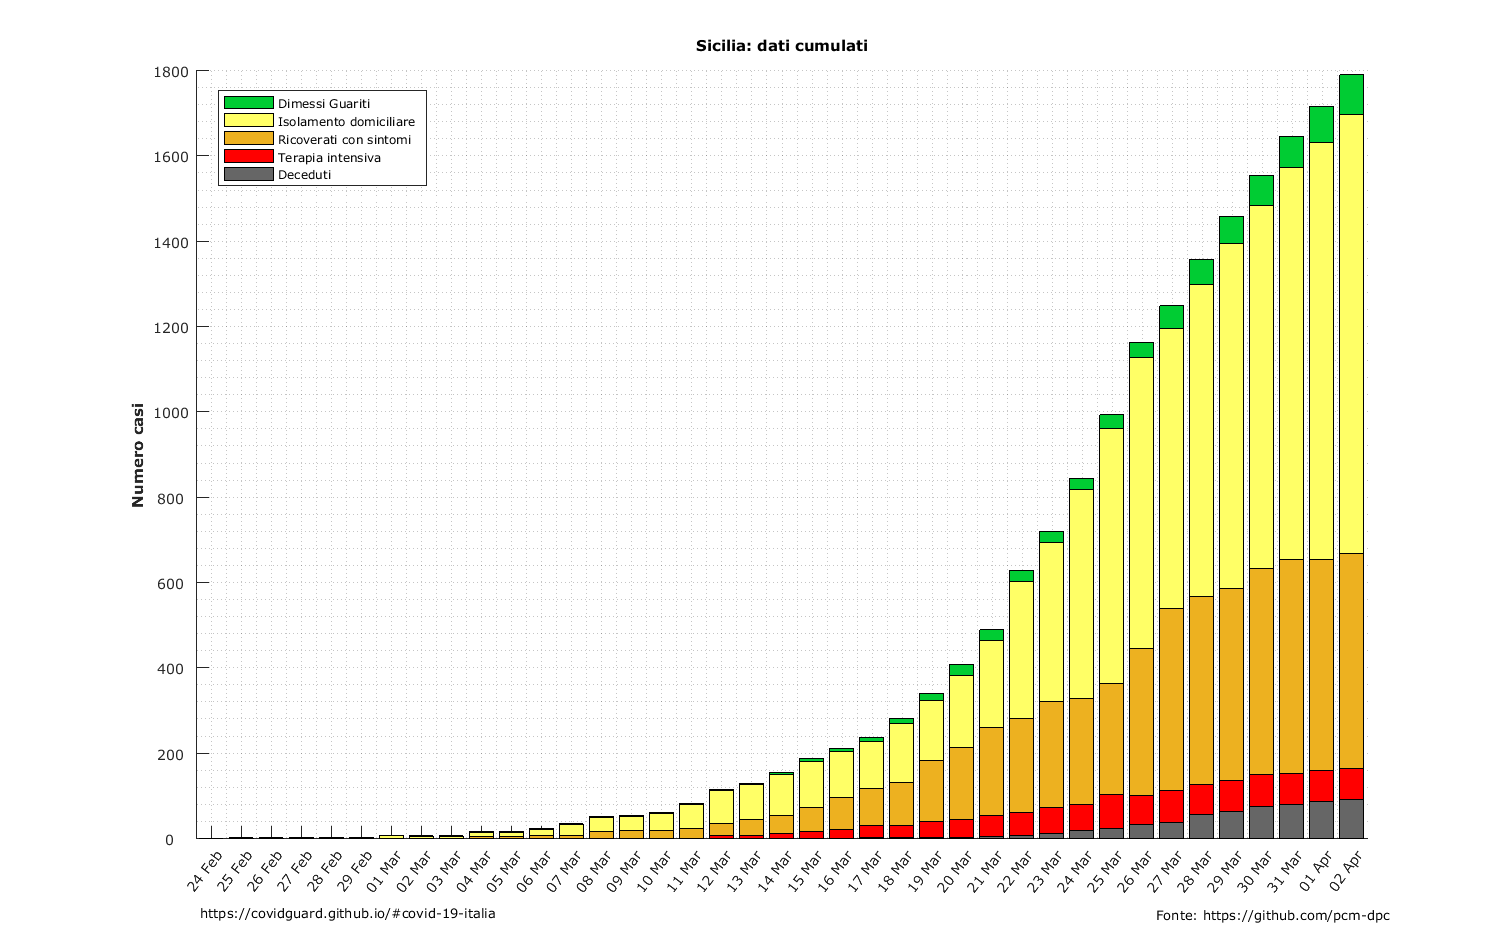 Sicilia: dati cumulati
Numero casi
1800
1600
1400
1200
1000
800
600
400
200
0
Dimessi Guariti
Isolamento domiciliare
Ricoverati con sintomi
Terapia intensiva
Deceduti
24 Feb
25 Feb
26 Feb
27 Feb
28 Feb
29 Feb
01 Mar
02 Mar
03 Mar
04 Mar
05 Mar
06 Mar
07 Mar
08 Mar
09 Mar
10 Mar
11 Mar
12 Mar
13 Mar
14 Mar
15 Mar
16 Mar
17 Mar
18 Mar
19 Mar
20 Mar
21 Mar
22 Mar
23 Mar
24 Mar
25 Mar
26 Mar
27 Mar
28 Mar
29 Mar
30 Mar
31 Mar
01 Apr
02 Apr
https://covidguard.github.io/#covid-19-italia
Fonte: https://github.com/pcm-dpc